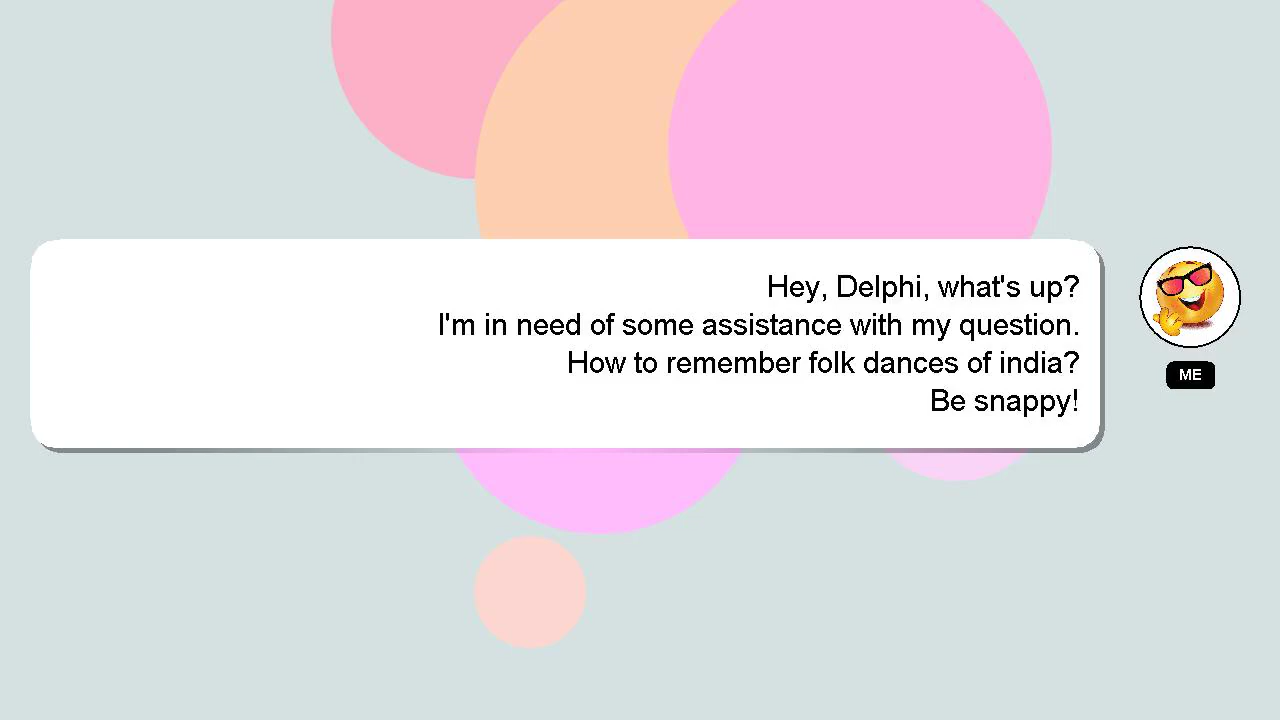 Hey, Delphi, what's up?
I'm in need of some assistance with my question.
How to remember folk dances of india?
Be snappy!
ME